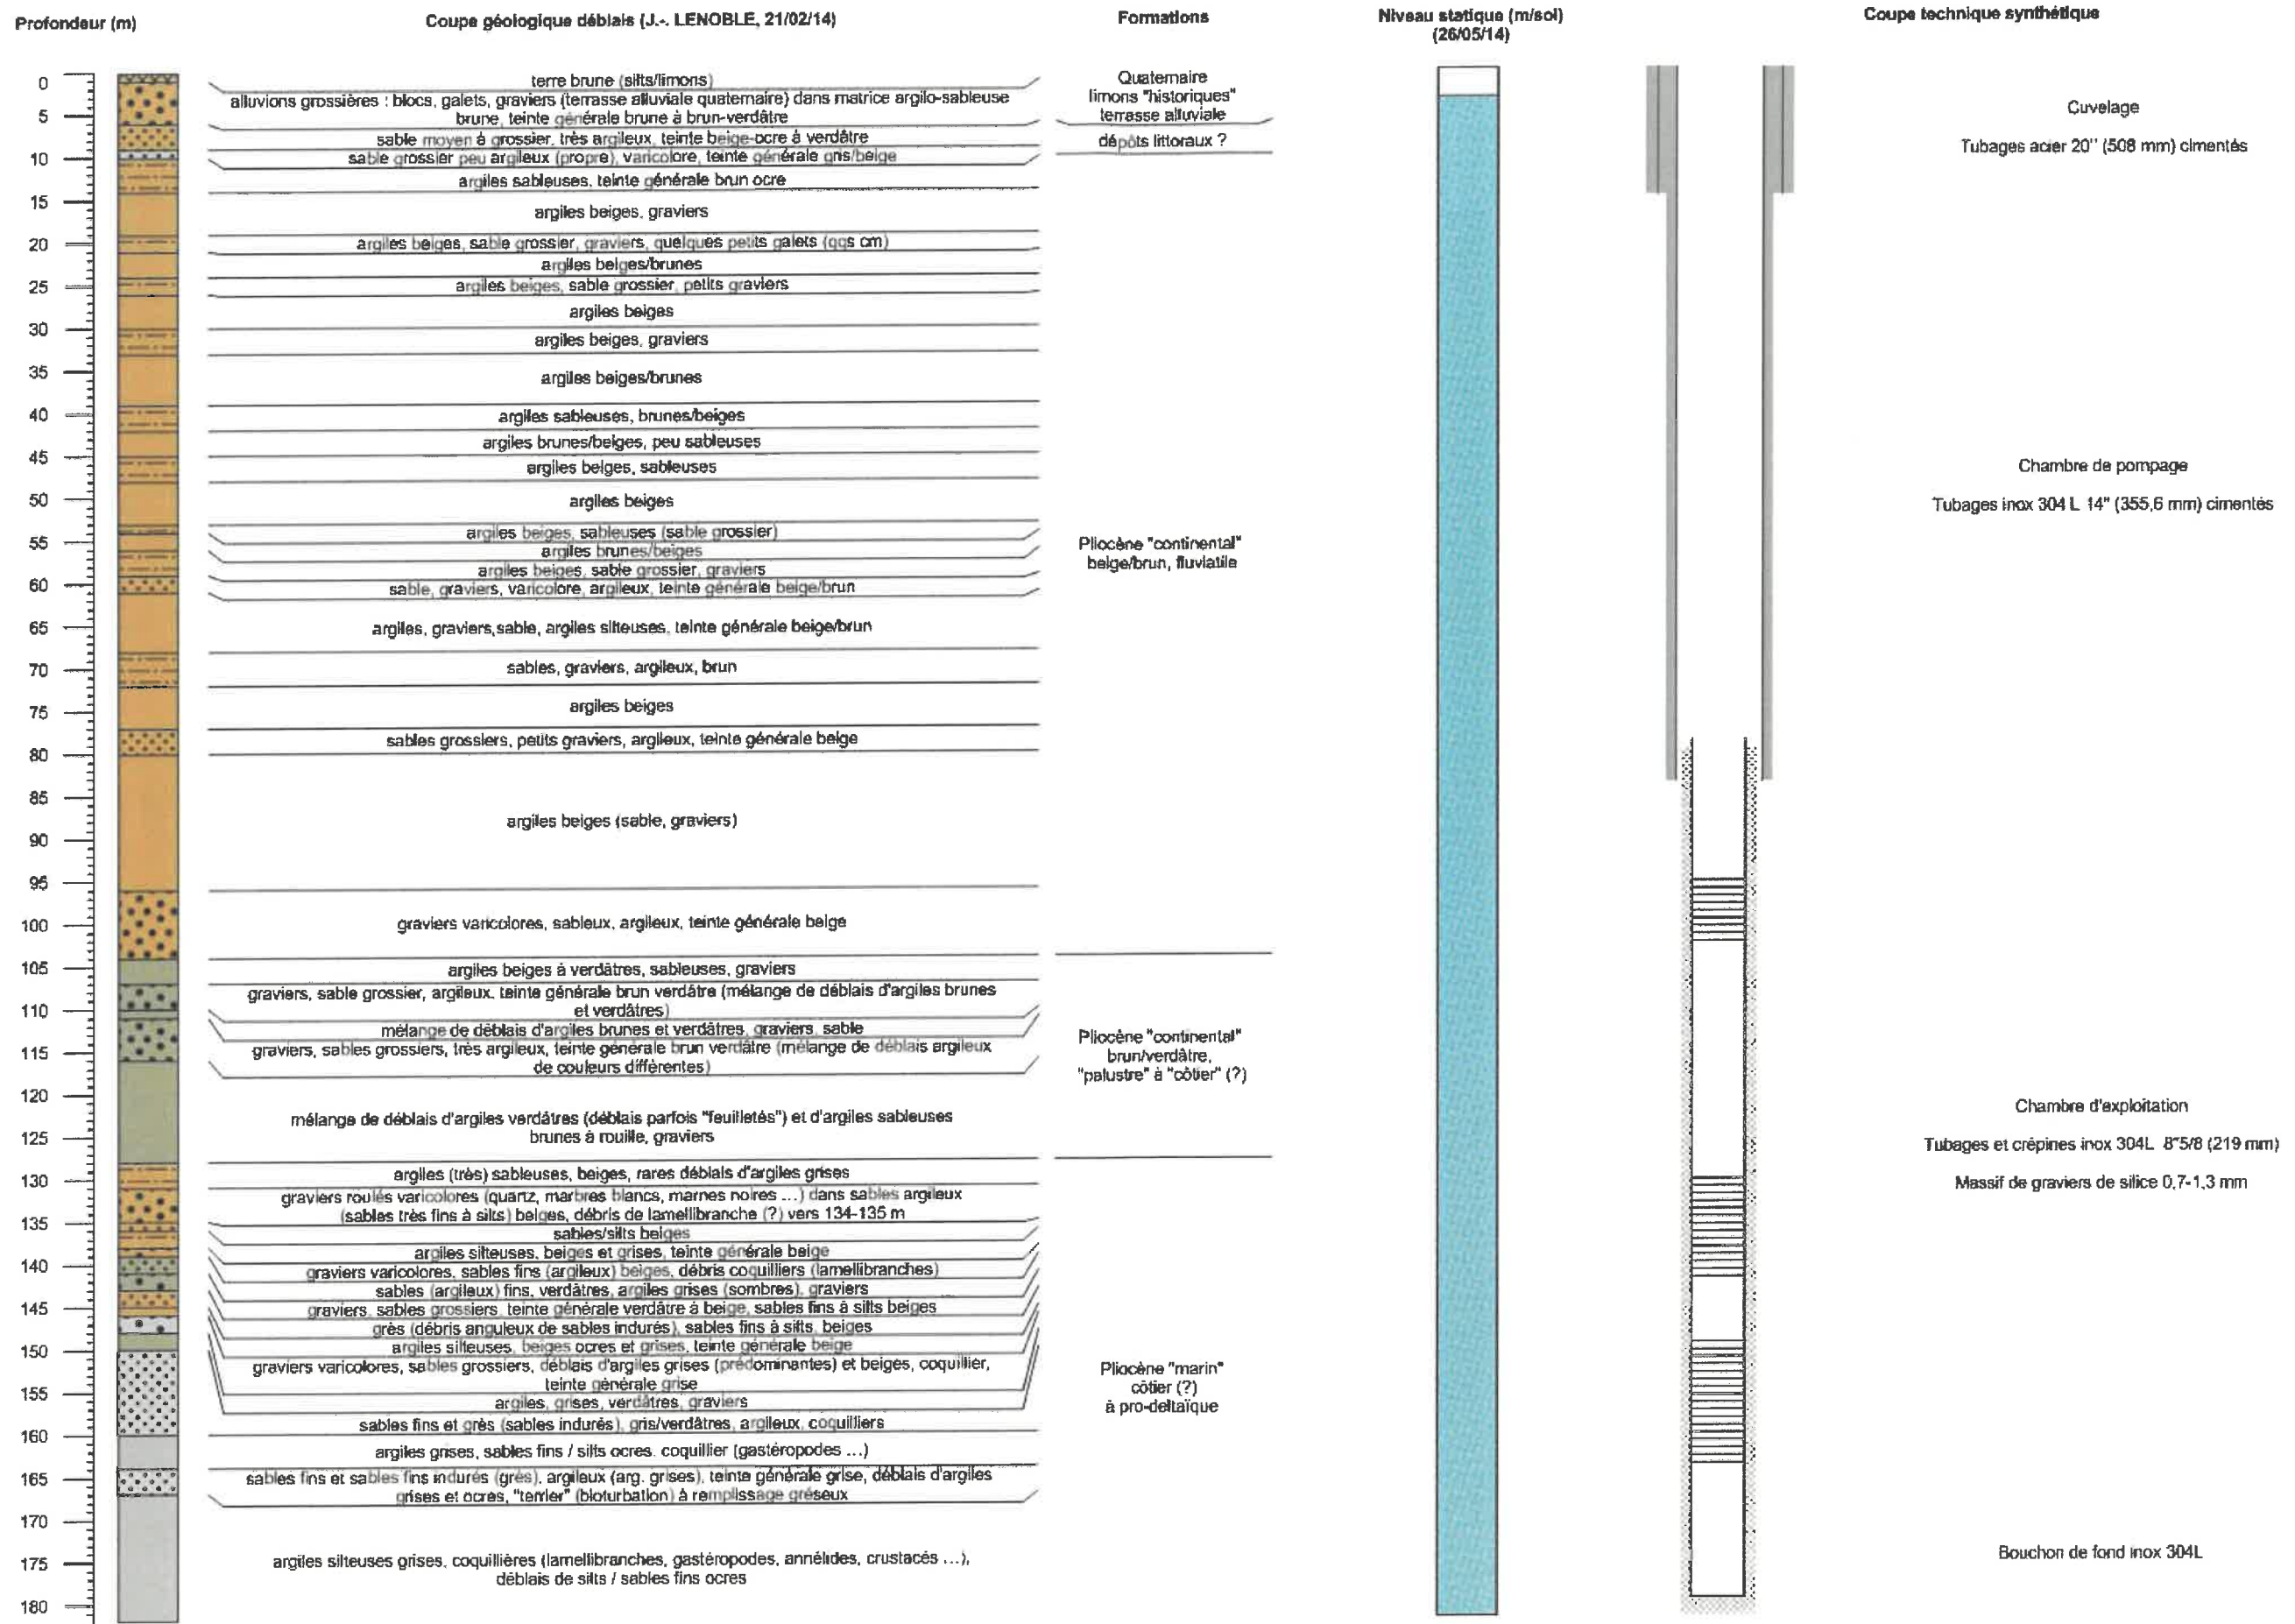 Profondeur (m)
Coupe géologique déblais (J.-. LENOBLE, 21/02/14)
Formations
Niveau statique (m/sol)
(26/05/14)
Coupe technique synthétique
0
5
10
15
20
25
30
35
40
45
50
55
60
65
70
75
80
85
90
95
100
105
110
115
120
125
130
135
140
145
150
155
160
165
170
175
180
terre brune (silts/limons)
alluvions grossières : blocs, galets, graviers (terrasse alluviale quaternaire) dans matrice argilo-sableuse
brune, teinte générale brune à brun-verdâtre
sable moyen à grossier, très argileux, teinte beige-ocre à verdâtre
sable grossier peu argileux (propre), varicolore, teinte générale gris/beige
argiles sableuses, teinte générale brun ocre
argiles beiges, graviers
argiles beiges, sable grossier, graviers, quelques petits galets (qqs cm)
argiles beiges/brunes
argiles beiges, sable grossier, petits graviers
argiles beiges
argiles beiges, graviers
argiles beiges/brunes
argiles sableuses, brunes/beiges
argiles brunes/beiges, peu sableuses
argiles beiges, sableuses
argiles beiges
argiles beiges, sableuses (sable grossier)
argiles brunes/beiges
argiles beiges, sable grossier, graviers
sable, graviers, varicolore, argileux, teinte générale beige/brun
argiles, graviers,sable, argiles silteuses, teinte générale beige/brun
sables, graviers, argileux, brun
argiles beiges
sables grossiers, petits graviers, argileux, teinte générale beige
argiles beiges (sable, graviers)
graviers varicolores, sableux, argileux, teinte générale beige
argiles beiges à verdâtres, sableuses, graviers
graviers, sable grossier, argileux, teinte générale brun verdâtre (mélange de déblais d'argiles brunes
et verdâtres)
mélange de déblais d'argiles brunes et verdâtres, graviers, sable
graviers, sables grossiers, très argileux, teinte générale brun verdâtre (mélange de déblais argileux
de couleurs différentes)
mélange de déblais d'argiles verdâtres (déblais parfois "feuilletés") et d'argiles sableuses
brunes à rouille, graviers
argiles (très) sableuses, beiges, rares déblais d'argiles grises
graviers roulés varicolores (quartz, marbres blancs, marnes noires ...) dans sables argileux
(sables très fins à silts) beiges, débris de lamellibranche (?) vers 134-135 m
sables/silts beiges
argiles silteuses, beiges et grises, teinte générale beige
graviers varicolores, sables fins (argileux) beiges, débris coquilliers (lamellibranches)
sables (argileux) fins, verdâtres, argiles grises (sombres), graviers
graviers, sables grossiers, teinte générale verdâtre à beige, sables fins à silts beiges
grès (débris anguleux de sables indurés), sables fins à silts, beiges
argiles silteuses, beiges ocres et grises, teinte générale beige
graviers varicolores, sables grossiers, déblais d'argiles grises (prédominantes) et beiges, coquillier,
teinte générale grise
argiles, grises, verdâtres, graviers
sables fins et grès (sables indurés), gris/verdâtres, argileux, coquilliers
argiles grises, sables fins / silts ocres, coquillier (gastéropodes ...)
sables fins et sables fins indurés (grès), argileux (arg. grises), teinte générale grise, déblais d'argiles
grises et ocres, "terrier" (bioturbation) à remplissage gréseux
argiles silteuses grises, coquillières (lamellibranches, gastéropodes, annélides, crustacés ...),
déblais de silts / sables fins ocres
Quaternaire
limons "historiques"
terrasse alluviale
dépôts littoraux ?
Pliocène "continental"
beige/brun, fluviatile
Pliocène "continental"
brun/verdâtre,
"palustre" à "côtier" (?)
Pliocène "marin"
côtier (?)
à pro-deltaïque
Cuvelage
Tubages acier 20'' (508 mm) cimentés
Chambre de pompage
Tubages inox 304 L 14" (355,6 mm) cimentés
Chambre d'exploitation
Tubages et crépines inox 304L 8"5/8 (219 mm)
Massif de graviers de silice 0,7-1,3 mm
Bouchon de fond inox 304L